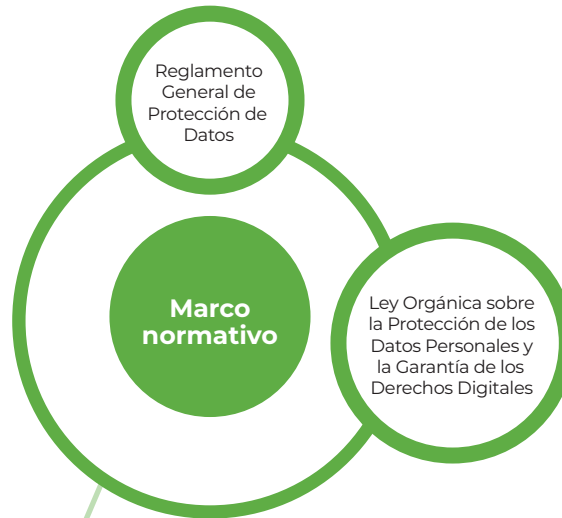 Reglamento
General de
Protección de
Datos
Marco
normativo
Ley Orgánica sobre
la Protección de los
Datos Personales y
la Garantía de los
Derechos Digitales